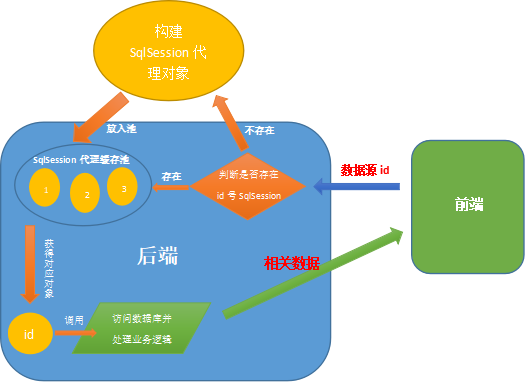 构建
SqlSession 代
理对象
放入池
不存在
SqlSession 代理缓存池
1
2
3
存在
判断是否存在
id 号 SqlSession
数据源 id
前端
获得对应对象
后端
相关数据
id
调用
访问数据库并
处理业务逻辑